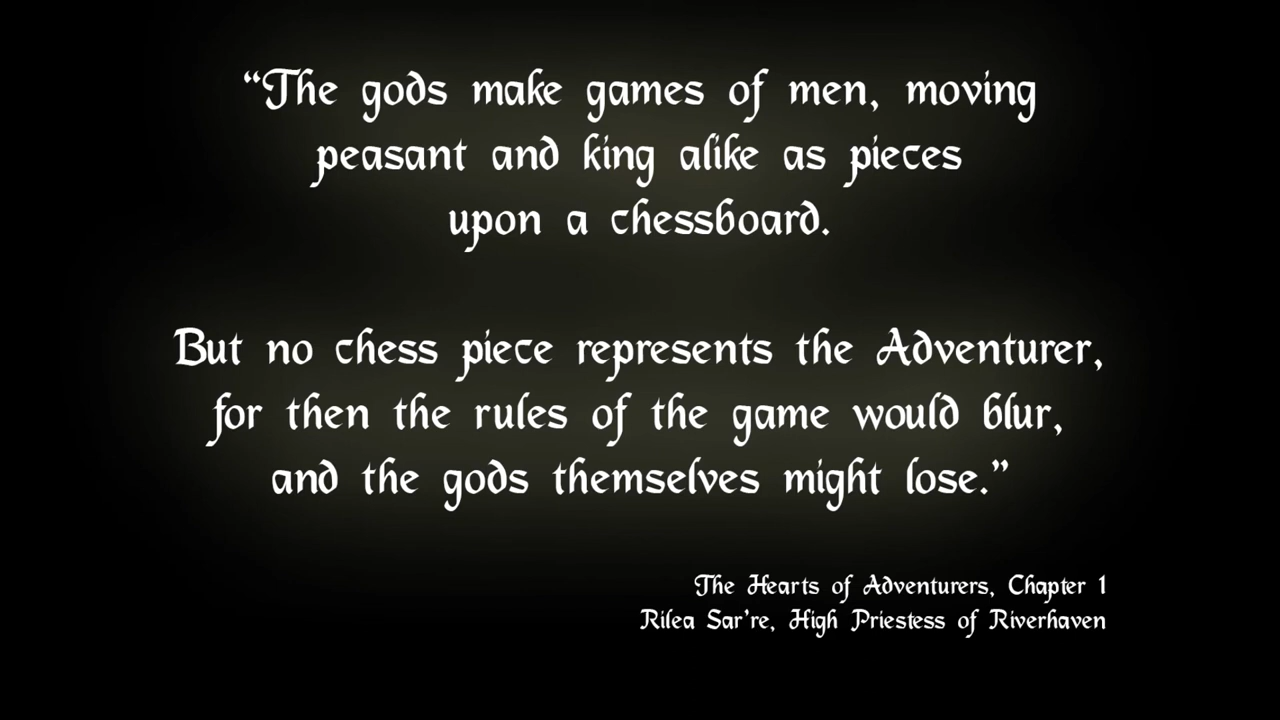 “The gods make games of men, moving
peasant and king alike as pieces
upon a chessboard.
But no chess piece represents the Adventurer,
for then the rules of the game would blur,
and the gods themselves might lose.”
The Hearts of Adventurers, Chapter 1
Rilea Sar’re, High Priestess of Riverhaven